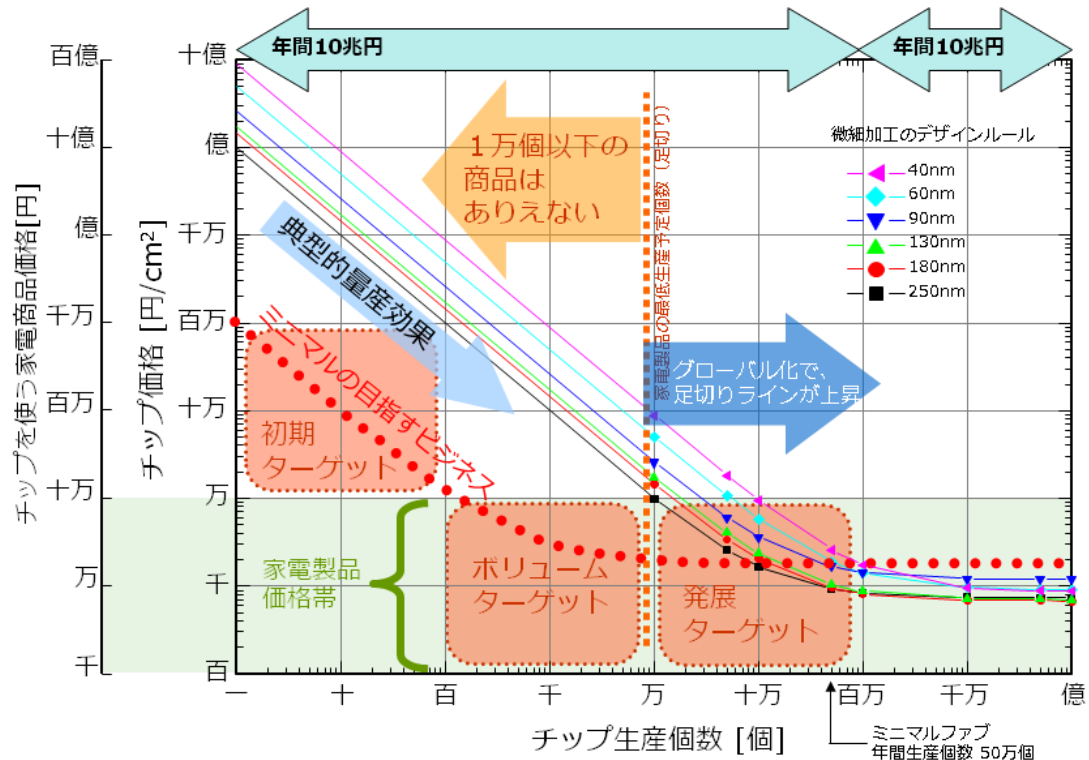 年間10兆円
年間10兆円
百億
十億
億
千万
百万
十万
万
千
チップを使う家電商品価格[円]
十億
億
千万
百万
十万
万
千
百
チップ価格 [円/cm²]
１万個以下の
商品は
ありえない
家電製品の最低生産予定個数（足切り）
微細加工のデザインルール
40nm
60nm
90nm
130nm
180nm
250nm
典型的量産効果
グローバル化で、
足切りラインが上昇
ミニマルの目指すビジネス
初期
ターゲット
家電製品
価格帯
ボリューム
ターゲット
発展
ターゲット
一
十
百
千
万
十万
百万
千万
億
チップ生産個数 [個]
ミニマルファブ
年間生産個数 50万個